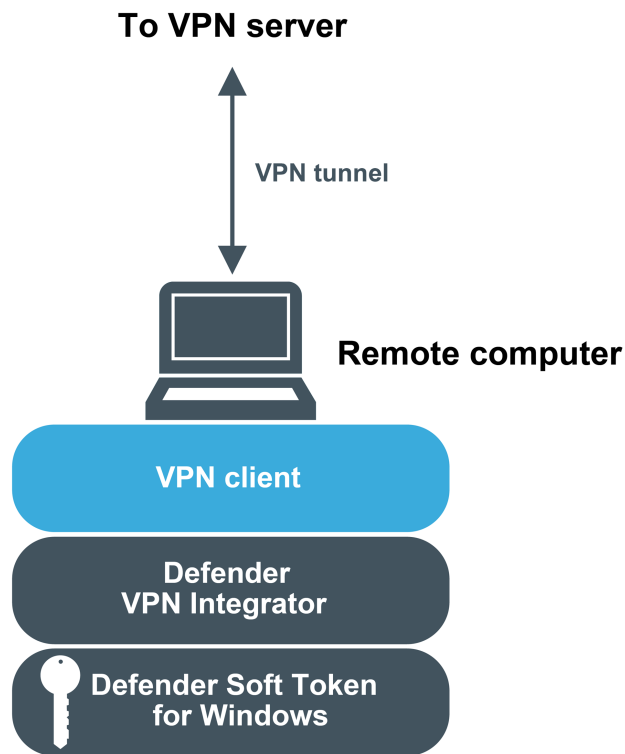 To VPN server
VPN tunnel
Remote computer
VPN client
Defender
VPN Integrator
Defender Soft Token
for Windows